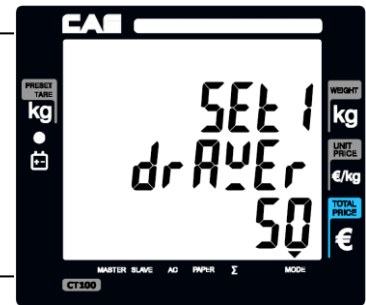 CAS
PRESET
TARE
kg
SEt 1
drAVEr
50
WEIGHT
kg
UNIT
PRICE
€/kg
TOTAL
PRICE
€
MASTER SLAVE AC PAPER Σ MODE
CT100